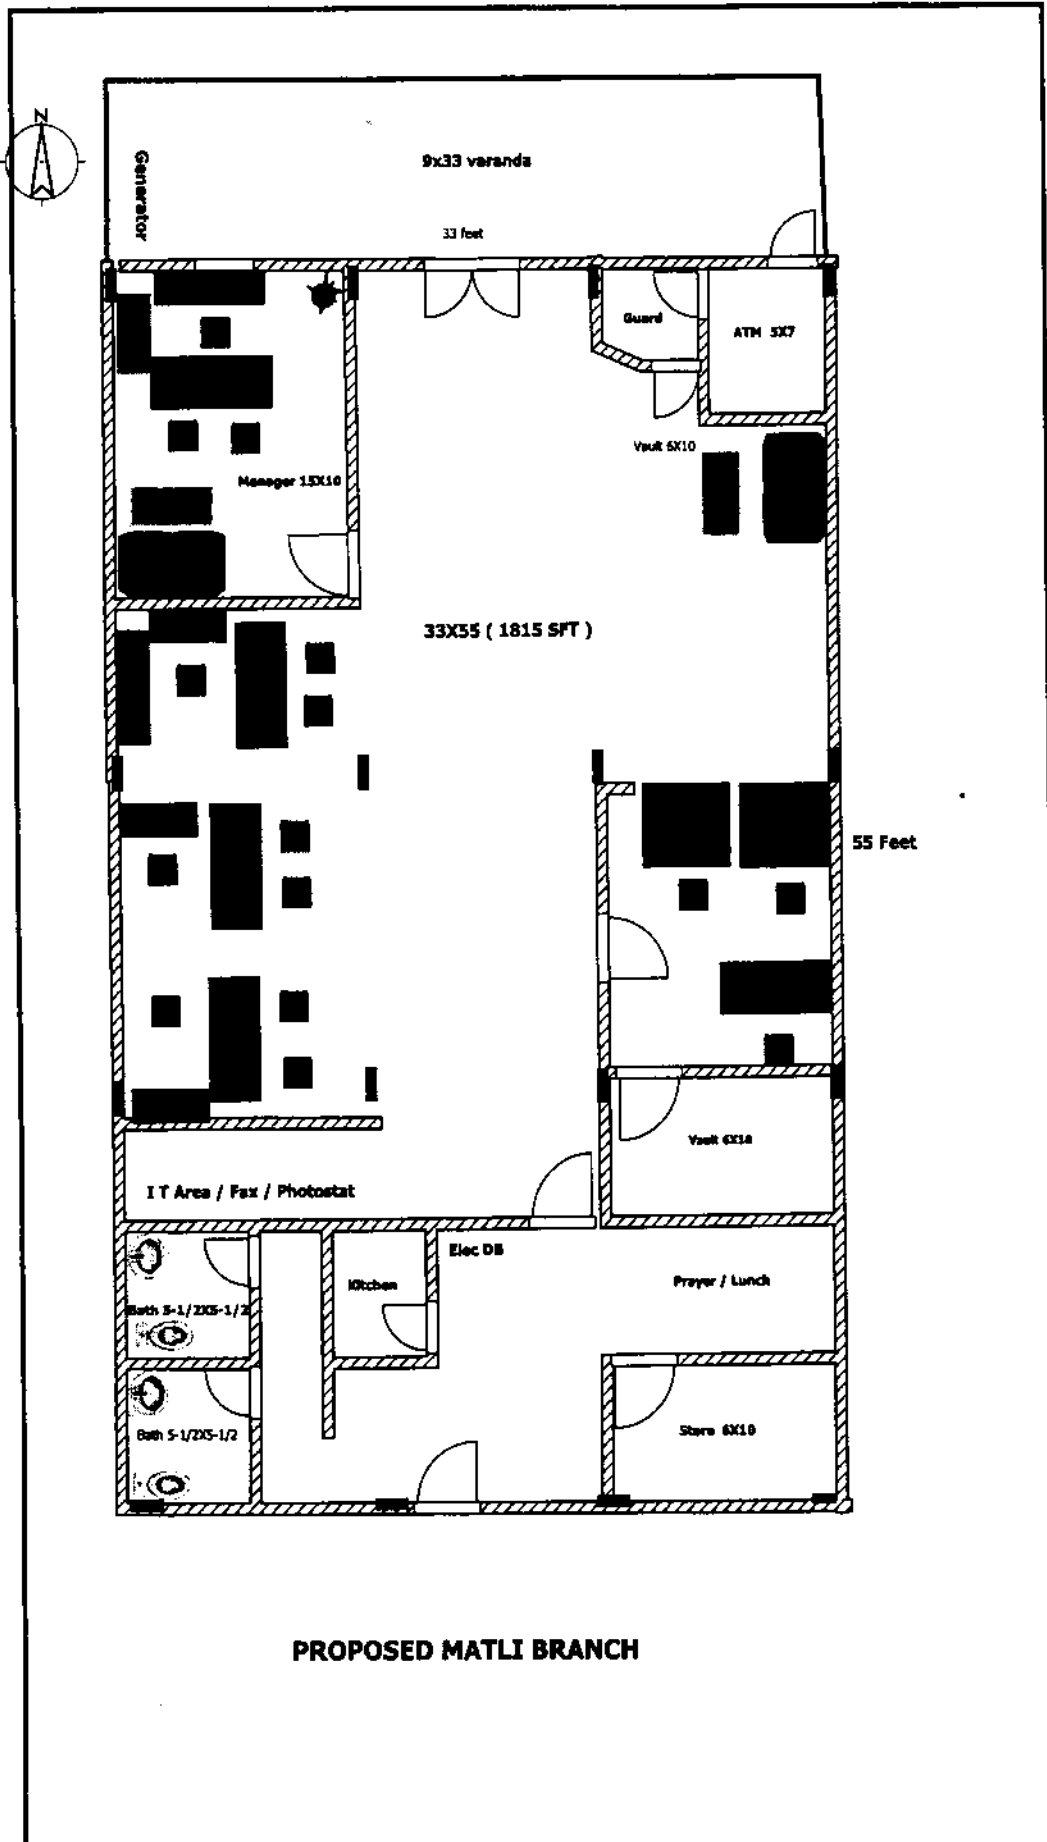 N
Generator
9x33 varanda
33 feet
Guard
ATM 5X7
Vault 6X10
Manager 15X10
33X55 ( 1815 SFT )
55 Feet
Vault 6X10
I T Area / Fax / Photostat
Elec DB
Kitchen
Prayer / Lunch
Bath 5-1/2X5-1/2
Bath 5-1/2X5-1/2
Store 6X10
PROPOSED MATLI BRANCH